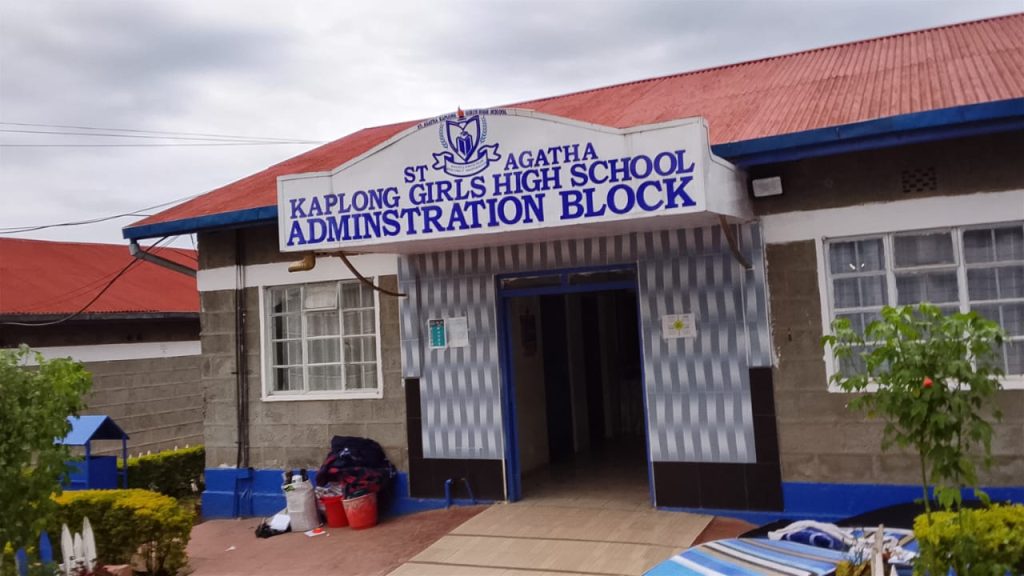 ST AGATHA
KAPLONG GIRLS HIGH SCHOOL
ADMINSTRATION BLOCK